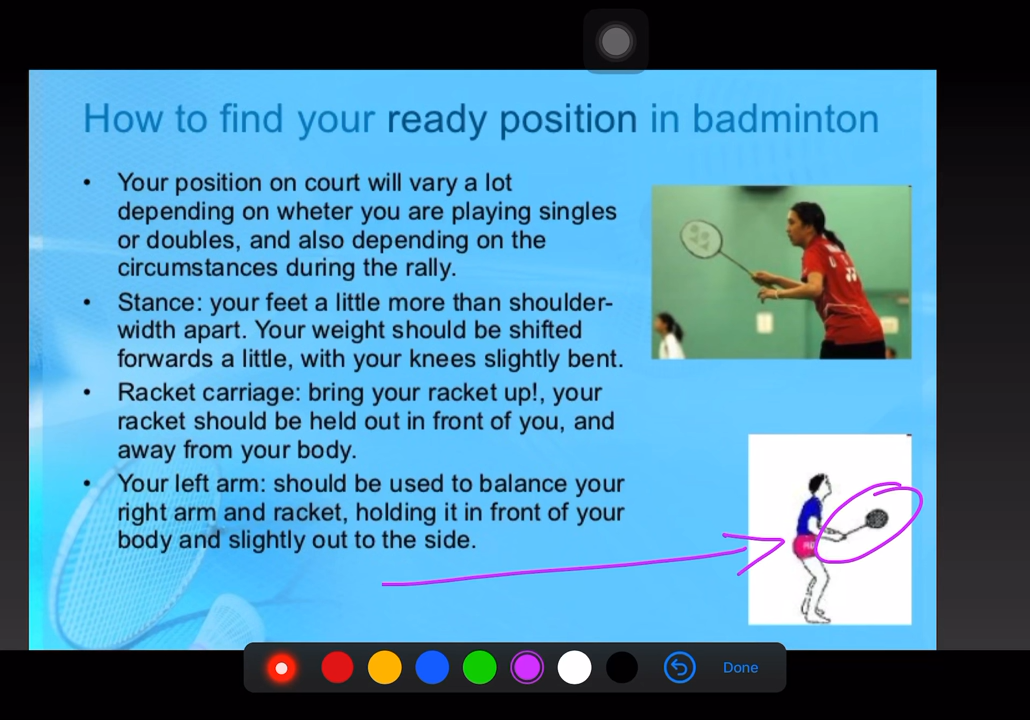 How to find your ready position in badminton
• Your position on court will vary a lot
depending on wheter you are playing singles
or doubles, and also depending on the
circumstances during the rally.
• Stance: your feet a little more than shoulder-
width apart. Your weight should be shifted
forwards a little, with your knees slightly bent.
• Racket carriage: bring your racket up!, your
racket should be held out in front of you, and
away from your body.
• Your left arm: should be used to balance your
right arm and racket, holding it in front of your
body and slightly out to the side.
Done